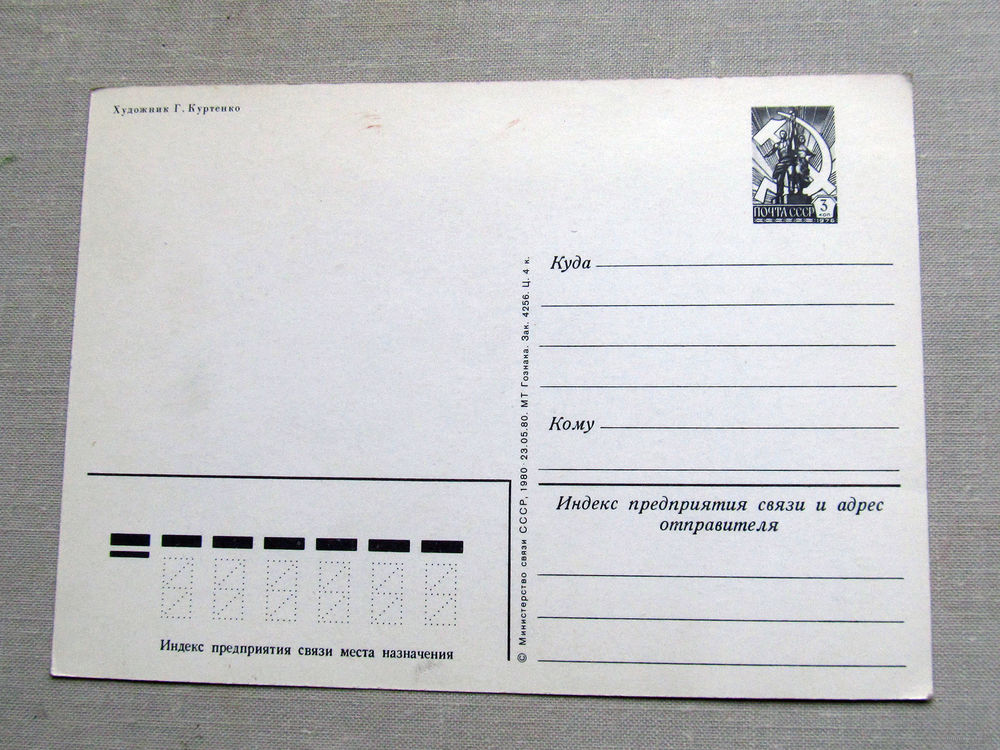 Художник Г. Куртенко
ПОЧТА СССР
3
КОП
1976
Куда
Кому
Индекс предприятия связи и адрес
отправителя
© Министерство связи СССР, 1980 23.05.80. МТ Гознака. Зак. 4256. Ц. 4 к.
Индекс предприятия связи места назначения